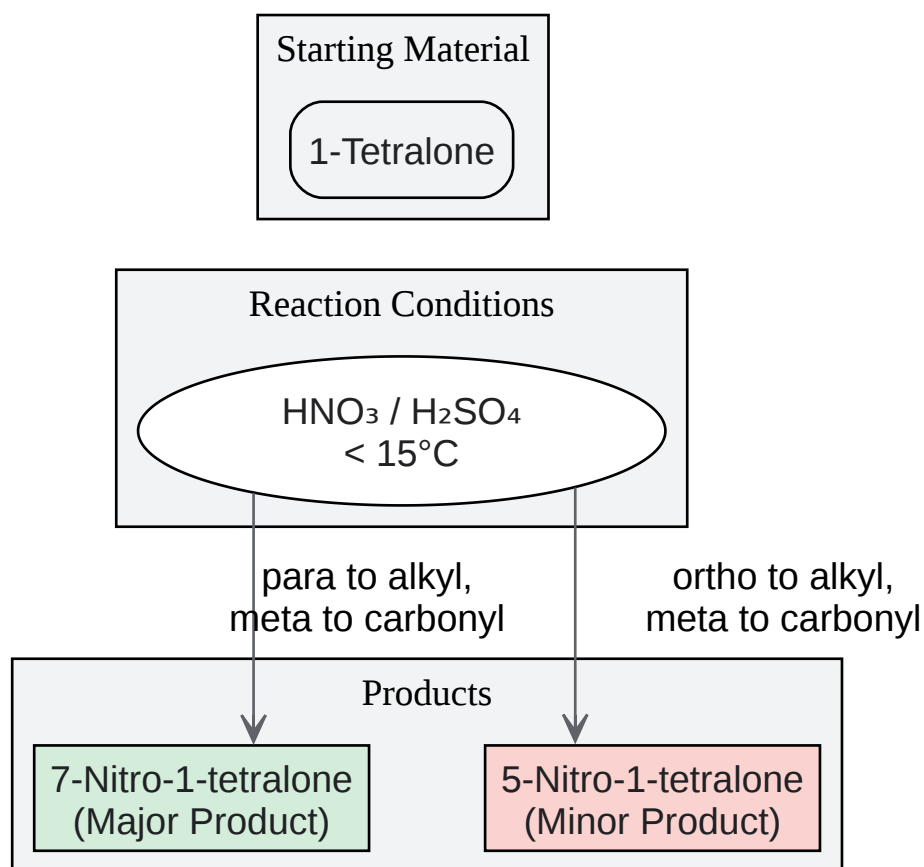 Starting Material
1-Tetralone
Reaction Conditions
HNO₃ / H₂SO₄
< 15°C
para to alkyl,
meta to carbonyl
ortho to alkyl,
meta to carbonyl
Products
7-Nitro-1-tetralone
(Major Product)
5-Nitro-1-tetralone
(Minor Product)